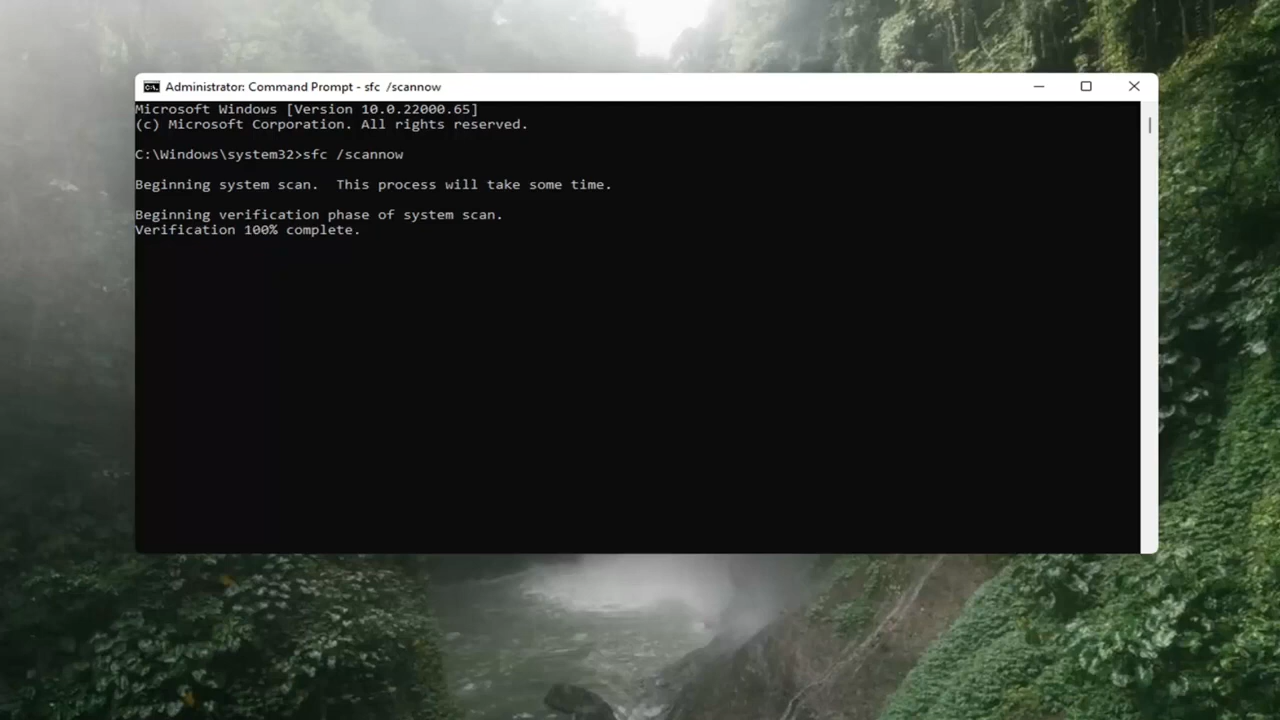 Administrator: Command Prompt - sfc /scannow
Microsoft Windows [Version 10.0.22000.65]
(c) Microsoft Corporation. All rights reserved.
C:\Windows\system32>sfc /scannow
Beginning system scan.  This process will take some time.
Beginning verification phase of system scan.
Verification 100% complete.